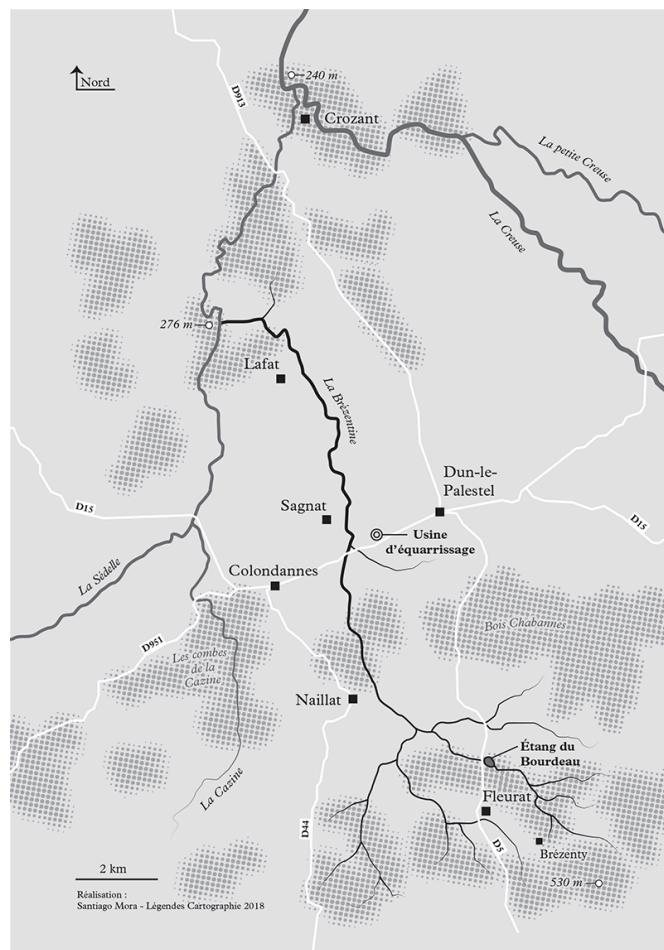 Nord
240 m
Crozant
D913
La petite Creuse
La Creuse
276 m
Lafat
La Brézentine
Dun-le-
Palestel
D15
Sagnat
Usine
d'équarrissage
D15
Colondannes
La Sédelle
Bois Chabannes
D951
Les combes
de la
Cazine
Naillat
Étang du
Bourdeau
La Cazine
Fleurat
D44
D5
Brézenty
530 m
2 km
Réalisation :
Santiago Mora - Légendes Cartographie 2018